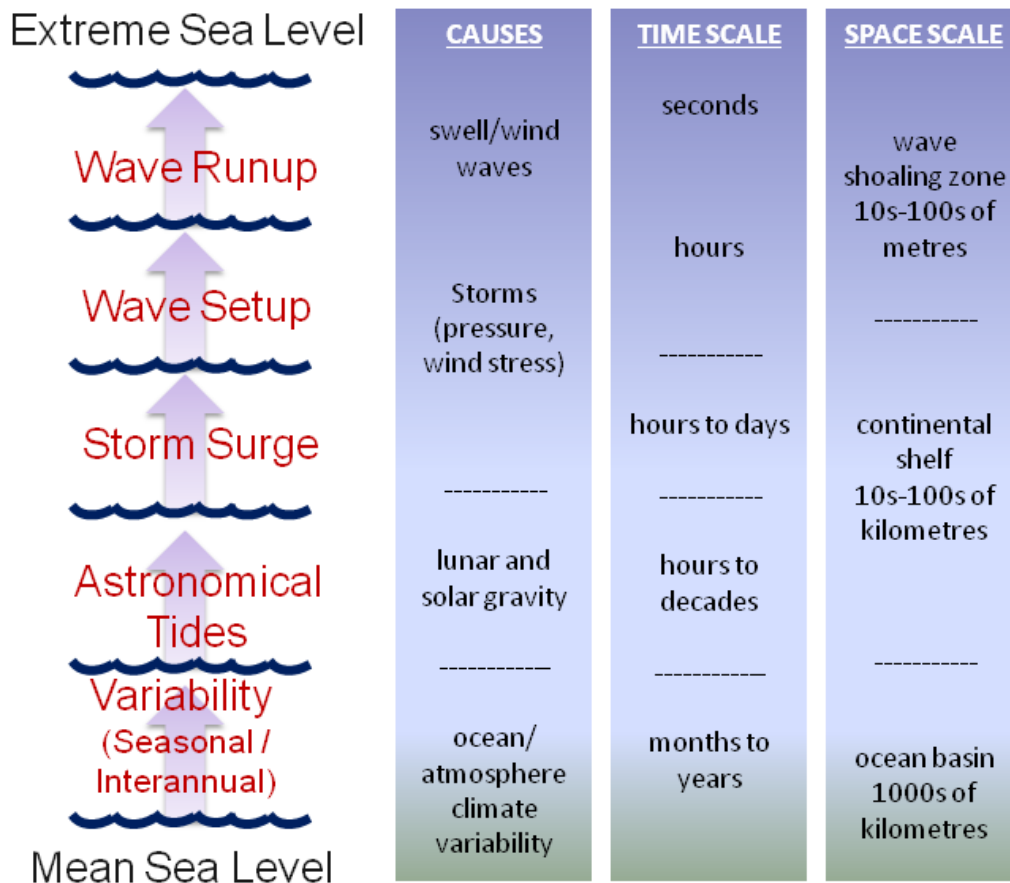 Extreme Sea Level
Wave Runup
Wave Setup
Storm Surge
Astronomical
Tides
Variability
(Seasonal /
Interannual)
Mean Sea Level
CAUSES
swell/wind
waves
Storms
(pressure,
wind stress)
-----------
lunar and
solar gravity
-----------
ocean/
atmosphere
climate
variability
TIME SCALE
seconds
hours
-----------
hours to days
-----------
hours to
decades
-----------
months to
years
SPACE SCALE
wave
shoaling zone
10s-100s of
metres
-----------
continental
shelf
10s-100s of
kilometres
-----------
ocean basin
1000s of
kilometres